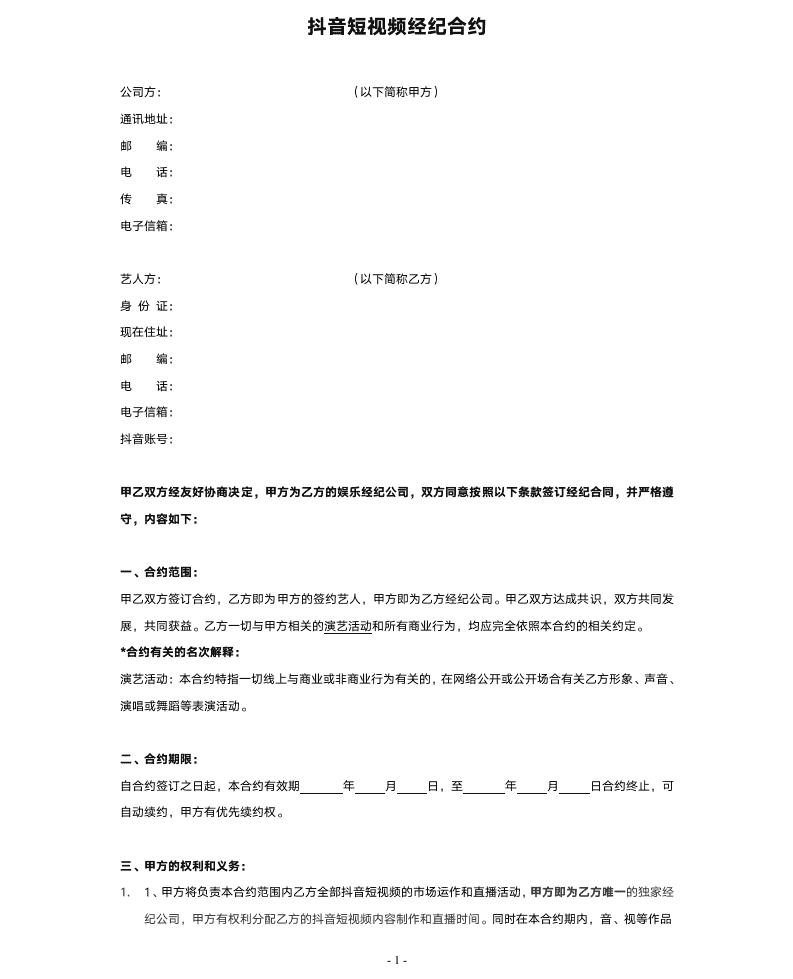 抖音短视频经纪合约
公司方： （以下简称甲方）
通讯地址：
邮 编：
电 话：
传 真：
电子信箱：
艺人方： （以下简称乙方）
身 份 证：
现在住址：
邮 编：
电 话：
电子信箱：
抖音账号：
甲乙双方经友好协商决定，甲方为乙方的娱乐经纪公司，双方同意按照以下条款签订经纪合同，并严格遵
守，内容如下：
一、合约范围：
甲乙双方签订合约，乙方即为甲方的签约艺人，甲方即为乙方经纪公司。甲乙双方达成共识，双方共同发
展，共同获益。乙方一切与甲方相关的演艺活动和所有商业行为，均应完全依照本合约的相关约定。
*合约有关的名次解释：
演艺活动：本合约特指一切线上与商业或非商业行为有关的，在网络公开或公开场合有关乙方形象、声音、
演唱或舞蹈等表演活动。
二、合约期限：
自合约签订之日起，本合约有效期______年____月____日，至______年____月____日合约终止，可
自动续约，甲方有优先续约权。
三、甲方的权利和义务：
1. 1、甲方将负责本合约范围内乙方全部抖音短视频的市场运作和直播活动，甲方即为乙方唯一的独家经
纪公司，甲方有权利分配乙方的抖音短视频内容制作和直播时间。同时在本合约期内，音、视等作品
- 1 -